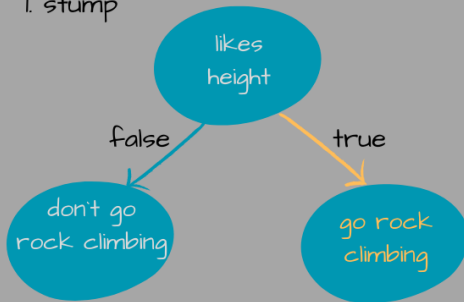 1. stump
likes
height
false
true
don't go
rock climbing
go rock
climbing